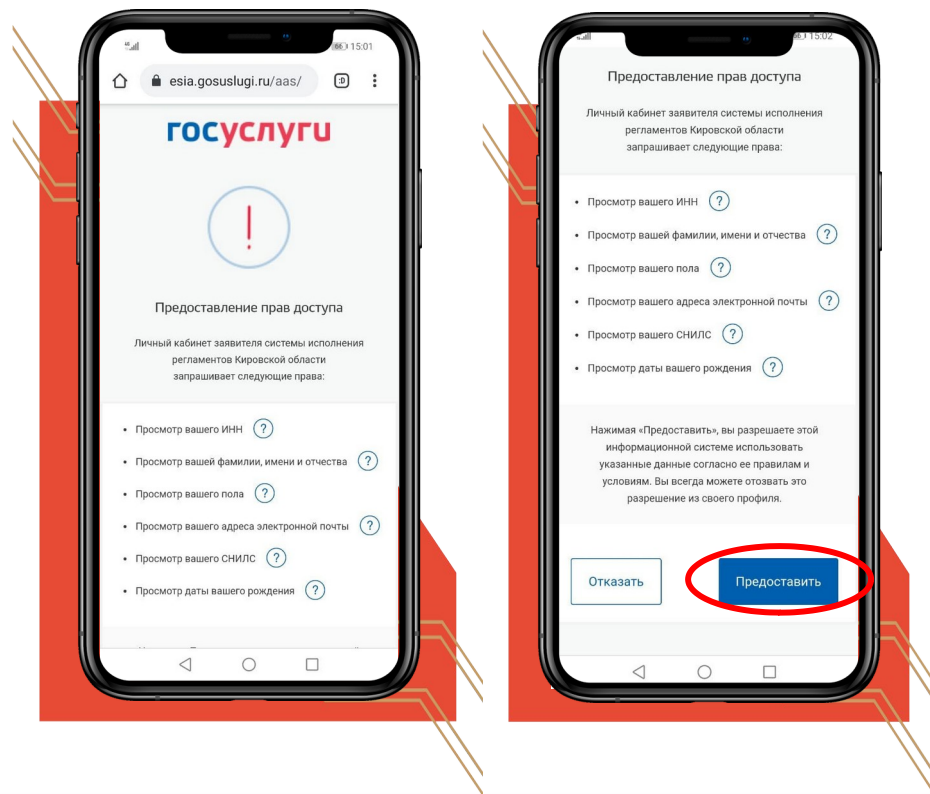 4G
66
15:01
esia.gosuslugi.ru/aas/
:D
госуслуги
Предоставление прав доступа
Личный кабинет заявителя системы исполнения
регламентов Кировской области
запрашивает следующие права:
• Просмотр вашего ИНН ?
• Просмотр вашей фамилии, имени и отчества ?
• Просмотр вашего пола ?
• Просмотр вашего адреса электронной почты ?
• Просмотр вашего СНИЛС ?
• Просмотр даты вашего рождения ?
15:02
Предоставление прав доступа
Личный кабинет заявителя системы исполнения
регламентов Кировской области
запрашивает следующие права:
• Просмотр вашего ИНН ?
• Просмотр вашей фамилии, имени и отчества ?
• Просмотр вашего пола ?
• Просмотр вашего адреса электронной почты ?
• Просмотр вашего СНИЛС ?
• Просмотр даты вашего рождения ?
Нажимая «Предоставить», вы разрешаете этой
информационной системе использовать
указанные данные согласно ее правилам и
условиям. Вы всегда можете отозвать это
разрешение из своего профиля.
Отказать
Предоставить